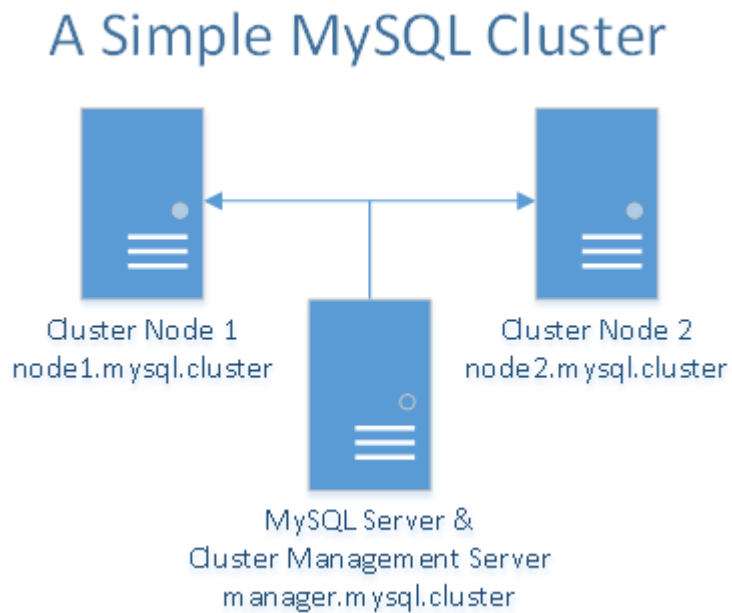 A Simple MySQL Cluster
Cluster Node 1
node1.mysql.cluster
Cluster Node 2
node2.mysql.cluster
MySQL Server &
Cluster Management Server
manager.mysql.cluster